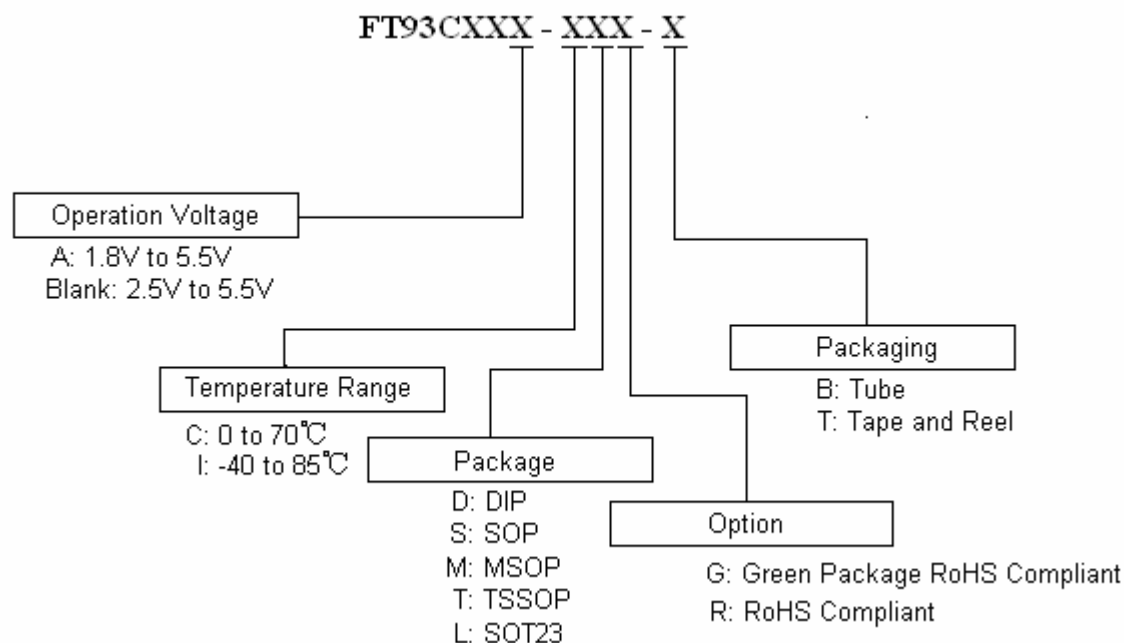 FT93CXXX - XXX - X
Operation Voltage
A: 1.8V to 5.5V
Blank: 2.5V to 5.5V
Temperature Range
C: 0 to 70℃
I: -40 to 85℃
Package
D: DIP
S: SOP
M: MSOP
T: TSSOP
L: SOT23
Option
G: Green Package RoHS Compliant
R: RoHS Compliant
Packaging
B: Tube
T: Tape and Reel